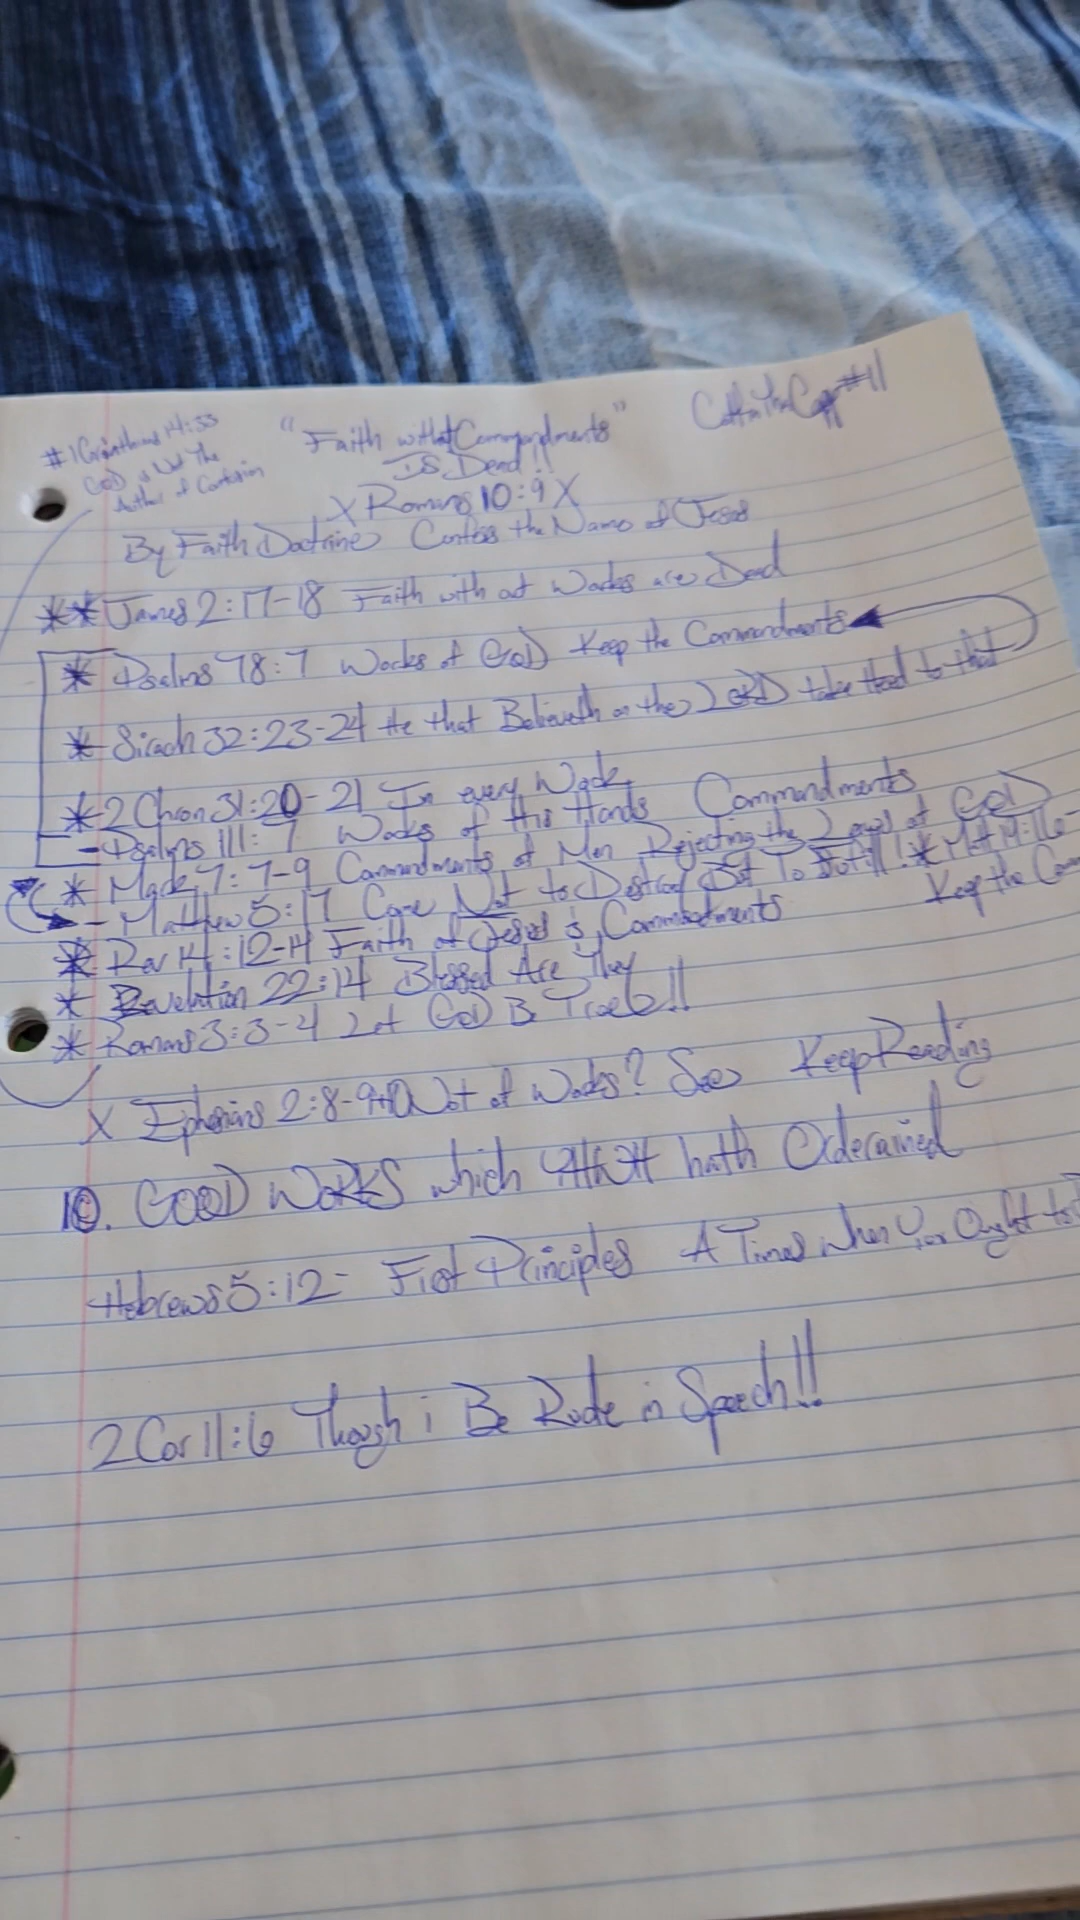 #1 Corinthians 14:33
GOD is Not The
Author of Confusion
"Faith without Commandments"
IS Dead!!
Cut The Capp #11
X Romans 10:9 X
By Faith Doctrine Confess the Name of Jesus
** James 2:17-18 Faith with out Works are Dead
* Psalms 78:7 Works of GOD Keep the Commandments
* Sirach 32:23-24 He that Believeth on the LORD take Heed to that
* 2 Chron 31:20-21 In every Work
- Psalms 111:7 Works of His Hands Commandments
* Mark 7:7-9 Commandments of Men Rejecting the Laws of GOD
- Matthew 5:17 Come Not to Destroy But To Fulfill! * Matt 19:16-
Keep the Com
* Rev 14:12-14 Faith of Jesus & Commandments
* Revelation 22:14 Blessed Are They
* Romans 3:3-4 Let GOD Be True!!
X Ephesians 2:8-9 Not of Works? See Keep Reading
10. GOOD WORKS which YHWH hath Oderained
Hebrews 5:12- First Principles A Time when You Ought to
2 Cor 11:6 Though i Be Rude in Speech!!